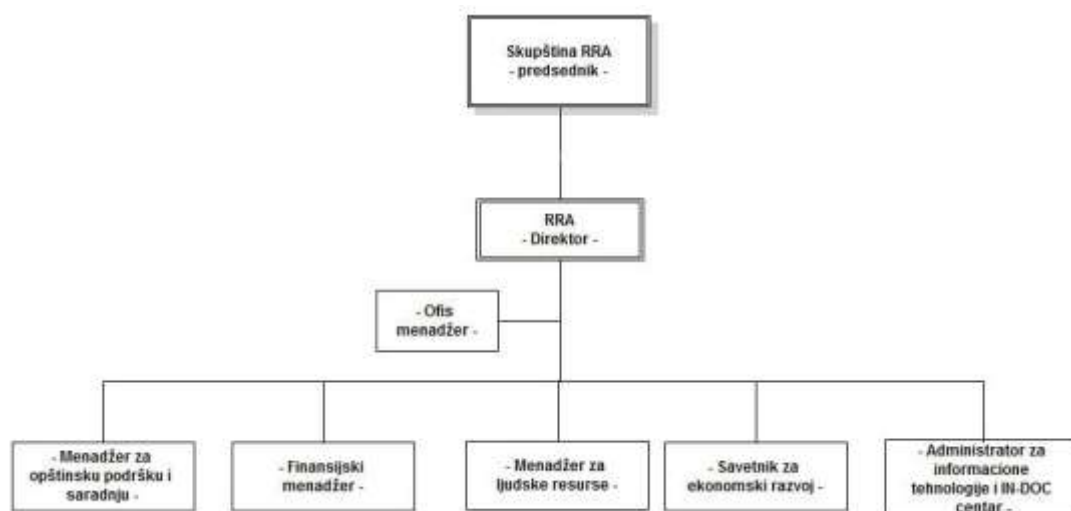 Skupština RRA
- predsednik -
RRA
- Direktor -
- Ofis
menadžer -
- Menadžer za
opštinsku podršku i
saradnju -
- Finansijski
menadžer -
- Menadžer za
ljudske resurse -
- Savetnik za
ekonomski razvoj -
- Administrator za
informacione
tehnologije i IN-DOC
centar -